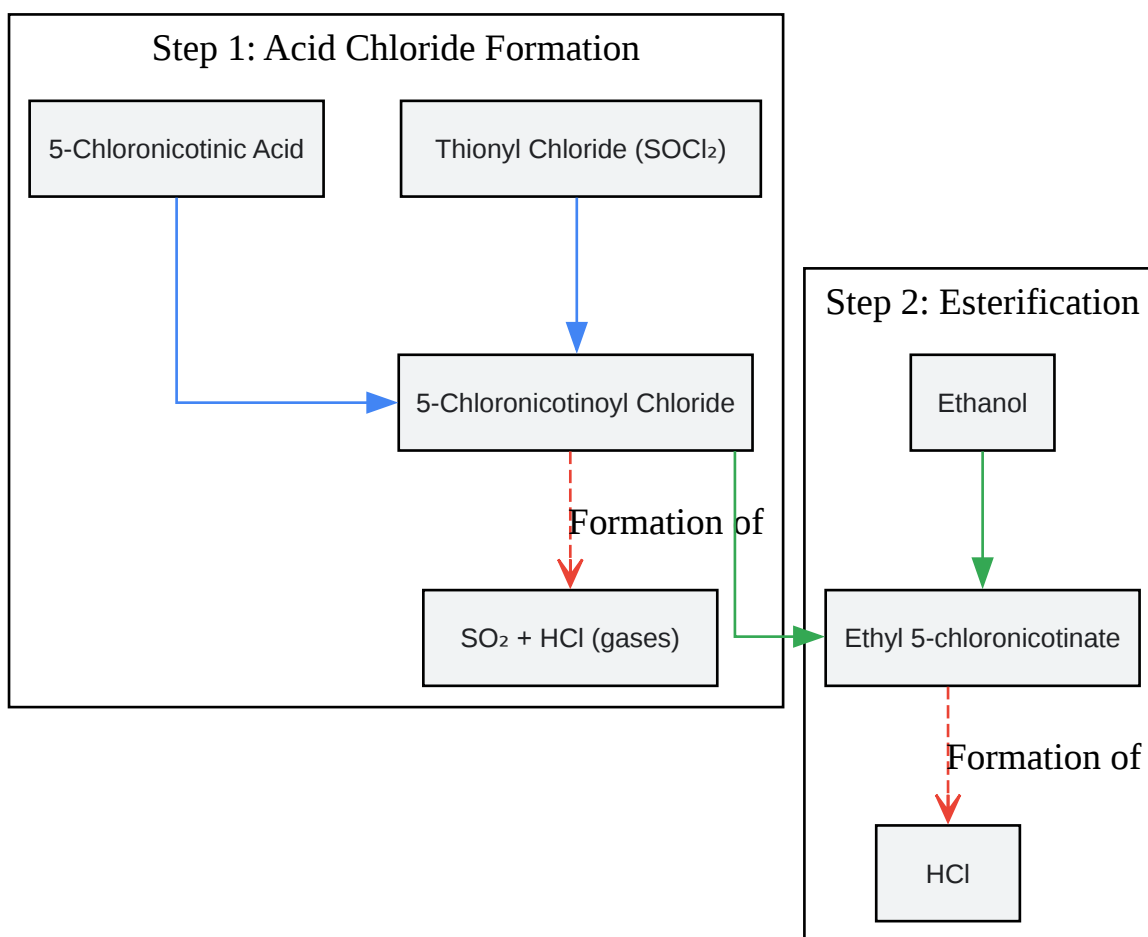 Step 1: Acid Chloride Formation
5-Chloronicotinic Acid
Thionyl Chloride (SOCl₂)
5-Chloronicotinoyl Chloride
Formation of
SO₂ + HCl (gases)
Step 2: Esterification
Ethanol
Ethyl 5-chloronicotinate
Formation of
HCl